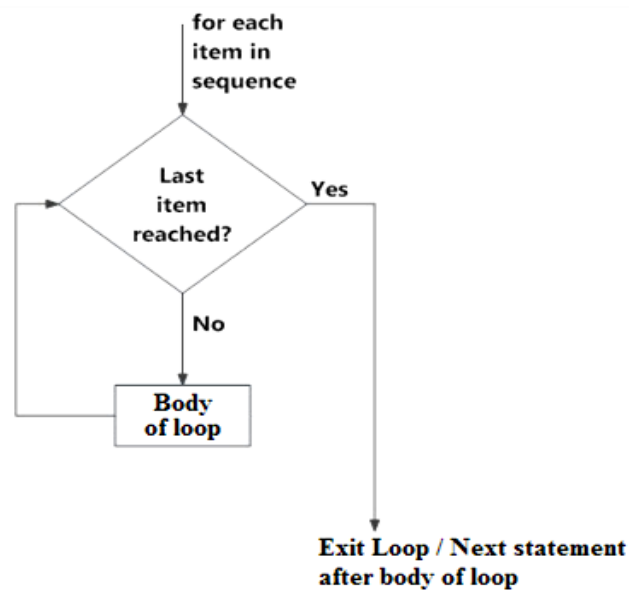 for each
item in
sequence
Last
item
reached?
Yes
No
Body
of loop
Exit Loop / Next statement
after body of loop